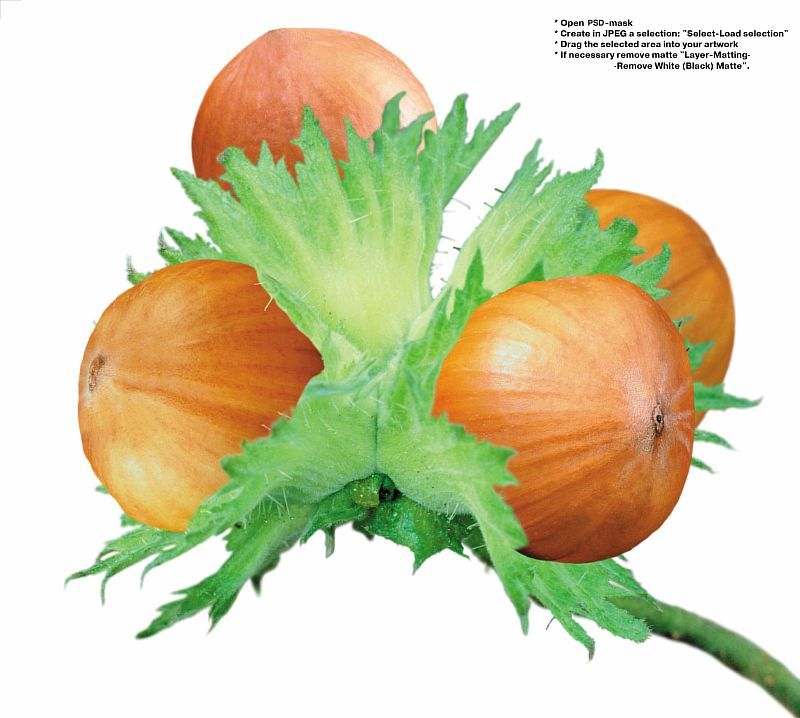 * Open PSD-mask
* Create in JPEG a selection: "Select-Load selection"
* Drag the selected area into your artwork
* If necessary remove matte "Layer-Matting-
-Remove White (Black) Matte".